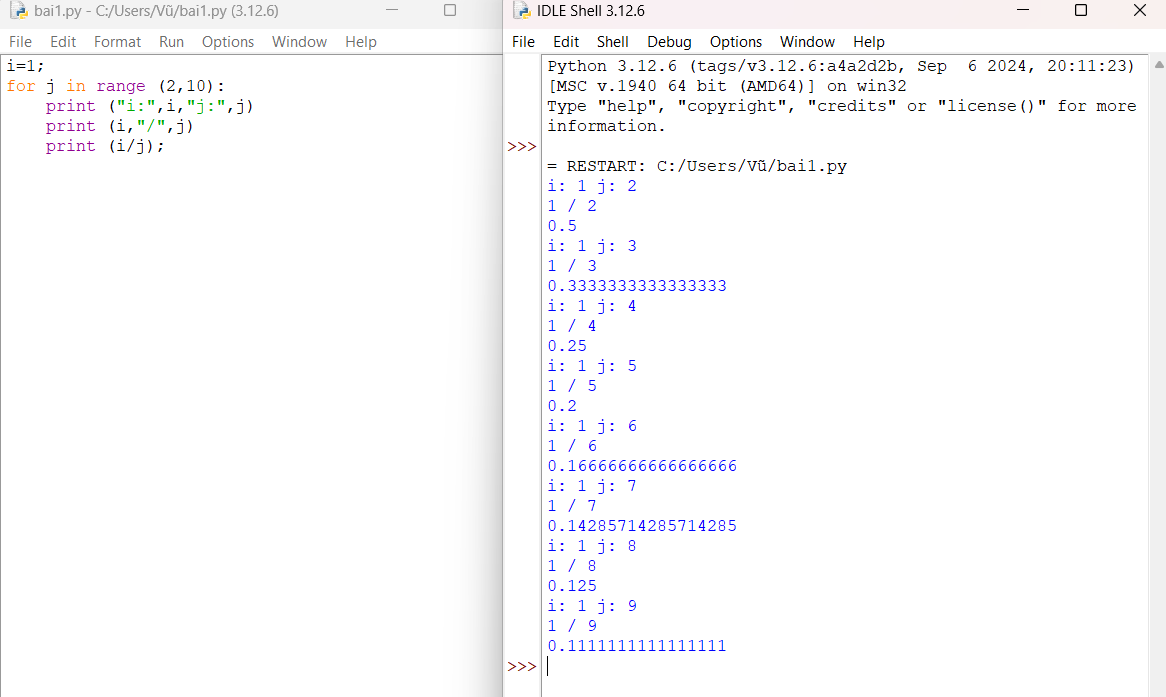 bai1.py - C:/Users/Vũ/bai1.py (3.12.6)
File Edit Format Run Options Window Help
i=1;
for j in range (2,10):
    print ("i:",i,"j:",j)
    print (i,"/",j)
    print (i/j);
IDLE Shell 3.12.6
File Edit Shell Debug Options Window Help
Python 3.12.6 (tags/v3.12.6:a4a2d2b, Sep  6 2024, 20:11:23)
[MSC v.1940 64 bit (AMD64)] on win32
Type "help", "copyright", "credits" or "license()" for more
information.
>>>
= RESTART: C:/Users/Vũ/bai1.py
i: 1 j: 2
1 / 2
0.5
i: 1 j: 3
1 / 3
0.3333333333333333
i: 1 j: 4
1 / 4
0.25
i: 1 j: 5
1 / 5
0.2
i: 1 j: 6
1 / 6
0.16666666666666666
i: 1 j: 7
1 / 7
0.14285714285714285
i: 1 j: 8
1 / 8
0.125
i: 1 j: 9
1 / 9
0.1111111111111111
>>>